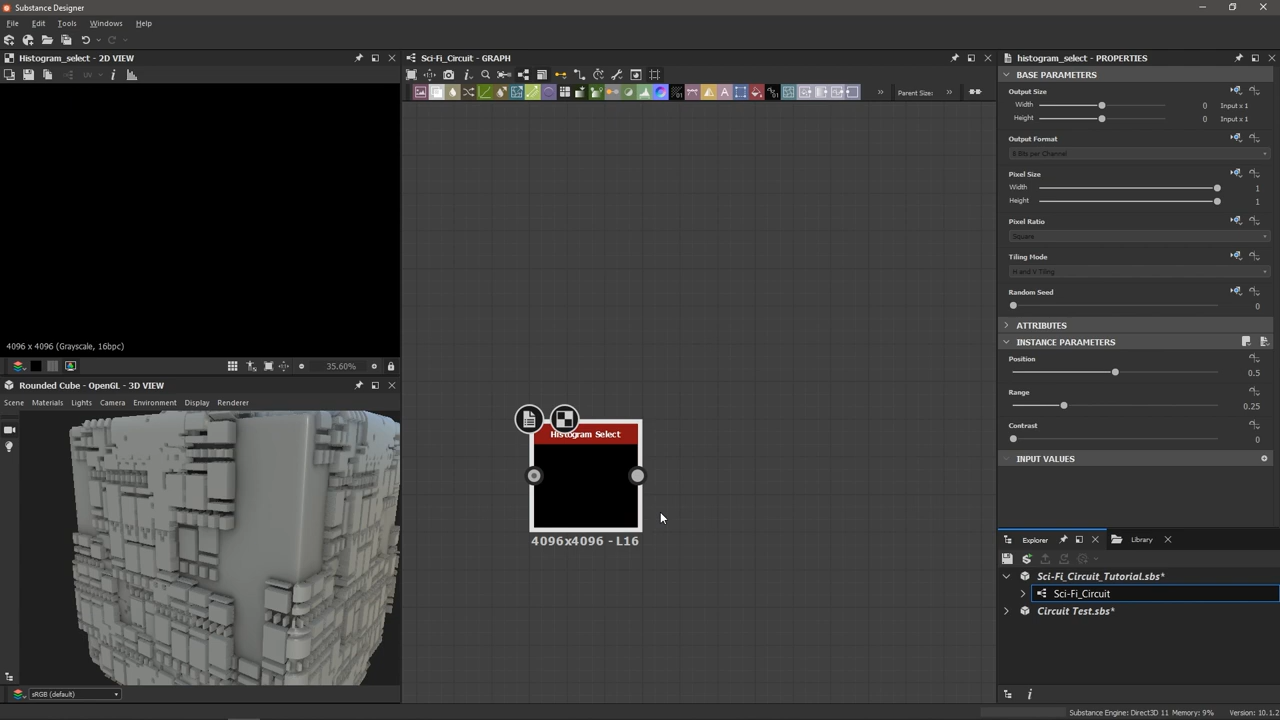 Substance Designer
File Edit Tools Windows Help
Histogram_select - 2D VIEW
UV
4096 x 4096 (Grayscale, 16bpc)
35.60%
Rounded Cube - OpenGL - 3D VIEW
Scene Materials Lights Camera Environment Display Renderer
sRGB (default)
Sci-Fi_Circuit - GRAPH
Parent Size:
Histogram Select
4096x4096 - L16
histogram_select - PROPERTIES
BASE PARAMETERS
Output Size
Width 0 Input x 1
Height 0 Input x 1
Output Format
8 Bits per Channel
Pixel Size
Width 1
Height 1
Pixel Ratio
Square
Tiling Mode
H and V Tiling
Random Seed
0
ATTRIBUTES
INSTANCE PARAMETERS
Position
0.5
Range
0.25
Contrast
0
INPUT VALUES
Explorer Library
Sci-Fi_Circuit_Tutorial.sbs*
Sci-Fi_Circuit
Circuit Test.sbs*
Substance Engine: Direct3D 11 Memory: 9% Version: 10.1.2